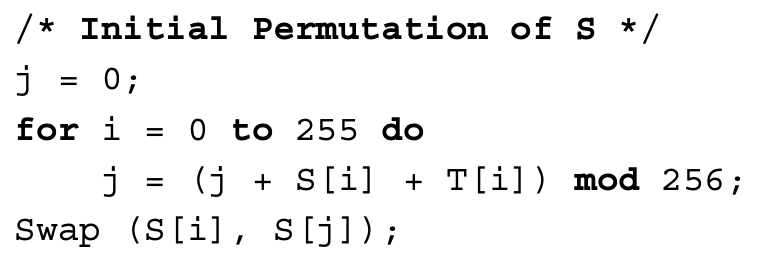 /* Initial Permutation of S */
j = 0;
for i = 0 to 255 do
    j = (j + S[i] + T[i]) mod 256;
Swap (S[i], S[j]);